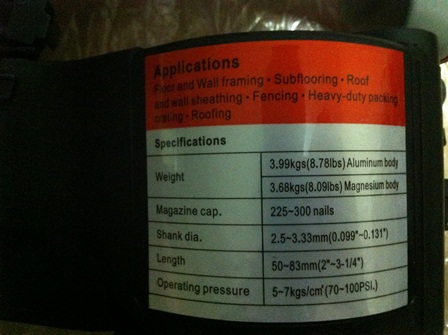 Applications
Floor and Wall framing • Subflooring • Roof
and wall sheathing • Fencing • Heavy-duty packing
crating • Roofing
Specifications
Weight
3.99kgs(8.78lbs) Aluminum body
3.68kgs(8.09lbs) Magnesium body
Magazine cap. 225~300 nails
Shank dia. 2.5~3.33mm(0.099"~0.131")
Length 50~83mm(2"~3-1/4")
Operating pressure 5~7kgs/cm²(70~100PSI.)